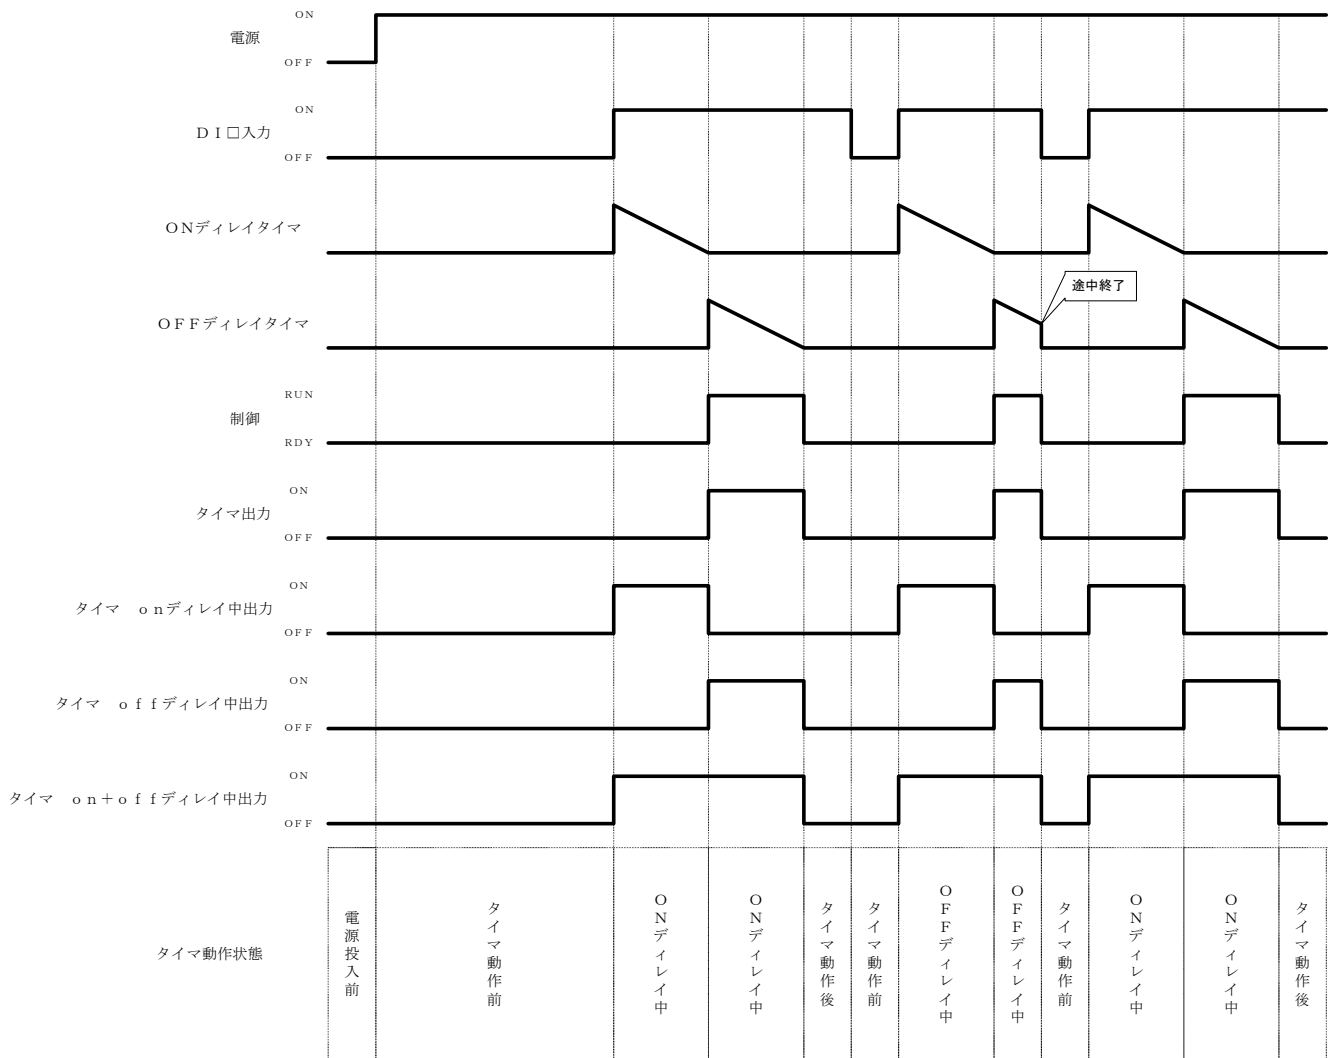 ON
電源
OFF
ON
ＤＩ□入力
OFF
ＯＮディレイタイマ
途中終了
ＯＦＦディレイタイマ
RUN
制御
RDY
ON
タイマ出力
OFF
ON
タイマ　ｏｎディレイ中出力
OFF
ON
タイマ　ｏｆｆディレイ中出力
OFF
ON
タイマ　ｏｎ＋ｏｆｆディレイ中出力
OFF
タイマ動作状態
電源投入前
タイマ動作前
ＯＮディレイ中
ＯＮディレイ中
タイマ動作後
タイマ動作前
ＯＦＦディレイ中
ＯＦＦディレイ中
タイマ動作前
ＯＮディレイ中
ＯＮディレイ中
タイマ動作後